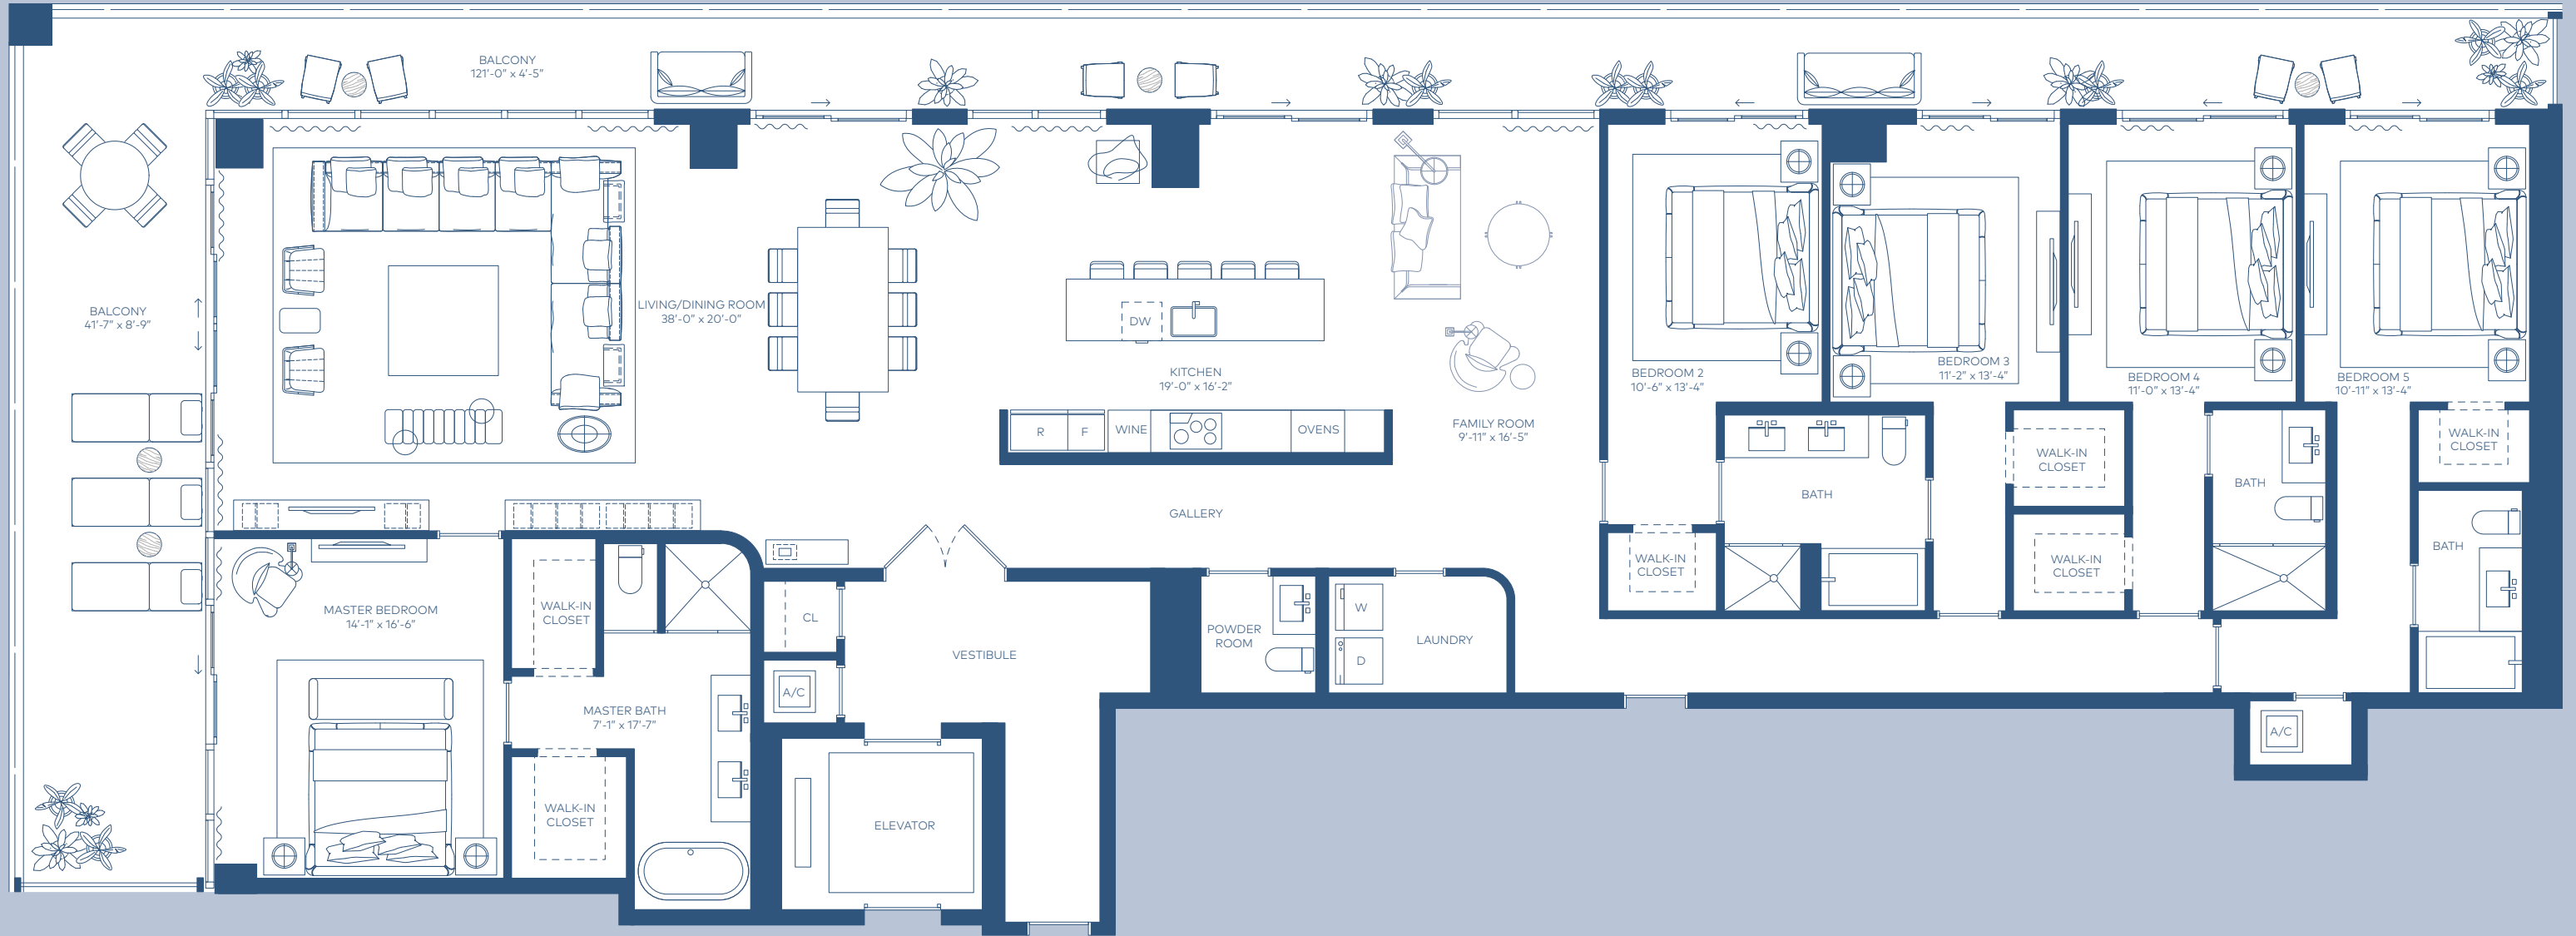 BALCONY
121'-0" x 4'-5"
BALCONY
41'-7" x 8'-9"
LIVING/DINING ROOM
38'-0" x 20'-0"
DW
KITCHEN
19'-0" x 16'-2"
R
F
WINE
OVENS
FAMILY ROOM
9'-11" x 16'-5"
GALLERY
BEDROOM 2
10'-6" x 13'-4"
BEDROOM 3
11'-2" x 13'-4"
BEDROOM 4
11'-0" x 13'-4"
BEDROOM 5
10'-11" x 13'-4"
WALK-IN
CLOSET
BATH
WALK-IN
CLOSET
WALK-IN
CLOSET
BATH
WALK-IN
CLOSET
BATH
MASTER BEDROOM
14'-1" x 16'-6"
WALK-IN
CLOSET
MASTER BATH
7'-1" x 17'-7"
WALK-IN
CLOSET
CL
A/C
VESTIBULE
ELEVATOR
POWDER
ROOM
W
D
LAUNDRY
A/C